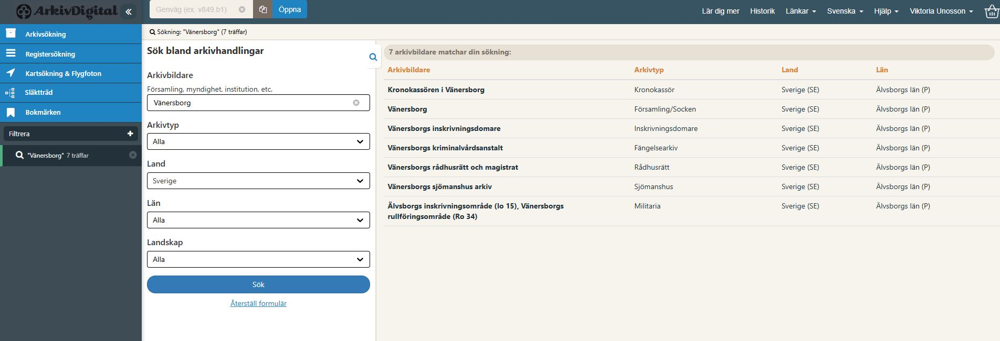 ArkivDigital
Genväg (ex. v849.b1)
Öppna
Lär dig mer
Historik
Länkar
Svenska
Hjälp
Viktoria Unosson
Arkivsökning
Registersökning
Kartsökning & Flygfoton
Släktträd
Bokmärken
Filtrera
"Vänersborg" 7 träffar
Sökning: "Vänersborg" (7 träffar)
Sök bland arkivhandlingar
Arkivbildare
Församling, myndighet, institution, etc.
Vänersborg
Arkivtyp
Alla
Land
Sverige
Län
Alla
Landskap
Alla
Sök
Återställ formulär
7 arkivbildare matchar din sökning:
Arkivbildare Arkivtyp Land Län
Kronokassören i Vänersborg Kronokassör Sverige (SE) Älvsborgs län (P)
Vänersborg Församling/Socken Sverige (SE) Älvsborgs län (P)
Vänersborgs inskrivningsdomare Inskrivningsdomare Sverige (SE) Älvsborgs län (P)
Vänersborgs kriminalvårdsanstalt Fängelsearkiv Sverige (SE) Älvsborgs län (P)
Vänersborgs rådhusrätt och magistrat Rådhusrätt Sverige (SE) Älvsborgs län (P)
Vänersborgs sjömanshus arkiv Sjömanshus Sverige (SE) Älvsborgs län (P)
Älvsborgs inskrivningsområde (Io 15), Vänersborgs Militaria Sverige (SE) Älvsborgs län (P)
rullföringsområde (Ro 34)